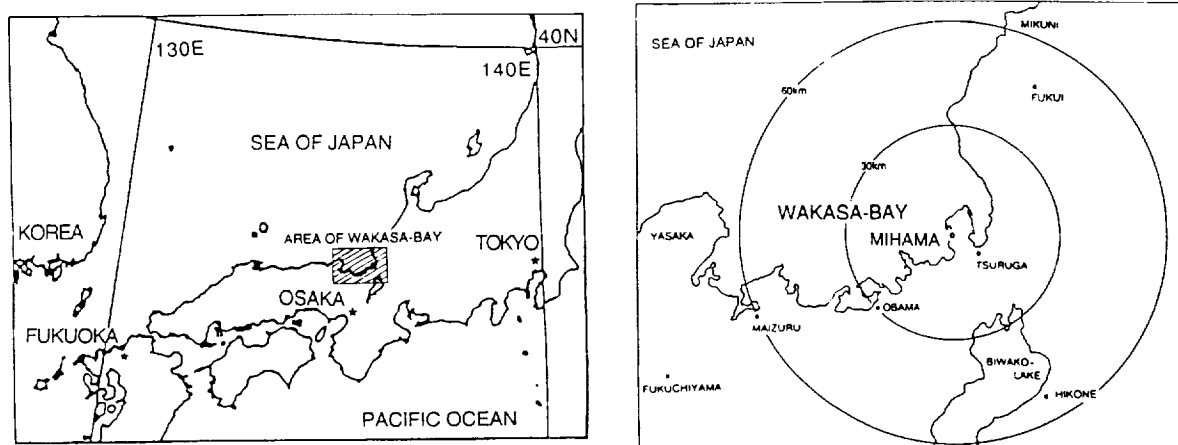 40N
130E
140E
SEA OF JAPAN
KOREA
AREA OF WAKASA-BAY
TOKYO
OSAKA
FUKUOKA
PACIFIC OCEAN
MIKUNI
SEA OF JAPAN
60km
FUKUI
30km
WAKASA-BAY
YASAKA
MIHAMA
TSURUGA
OBAMA
MAIZURU
BIWAKO-
LAKE
FUKUCHIYAMA
HIKONE